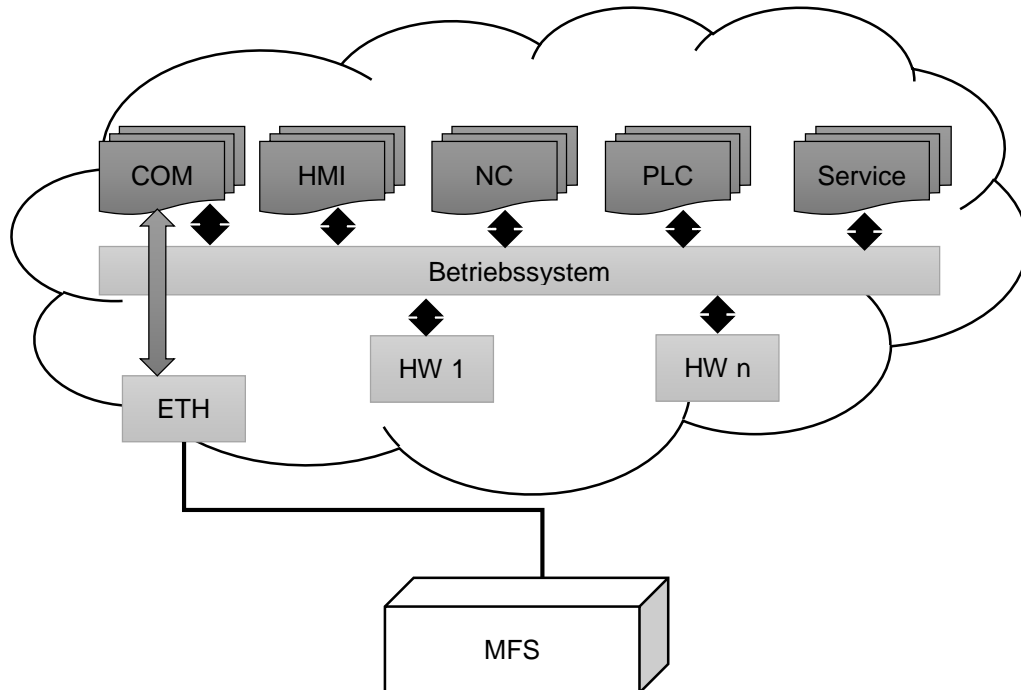 COM
HMI
NC
PLC
Service
Betriebssystem
HW 1
HW n
ETH
MFS